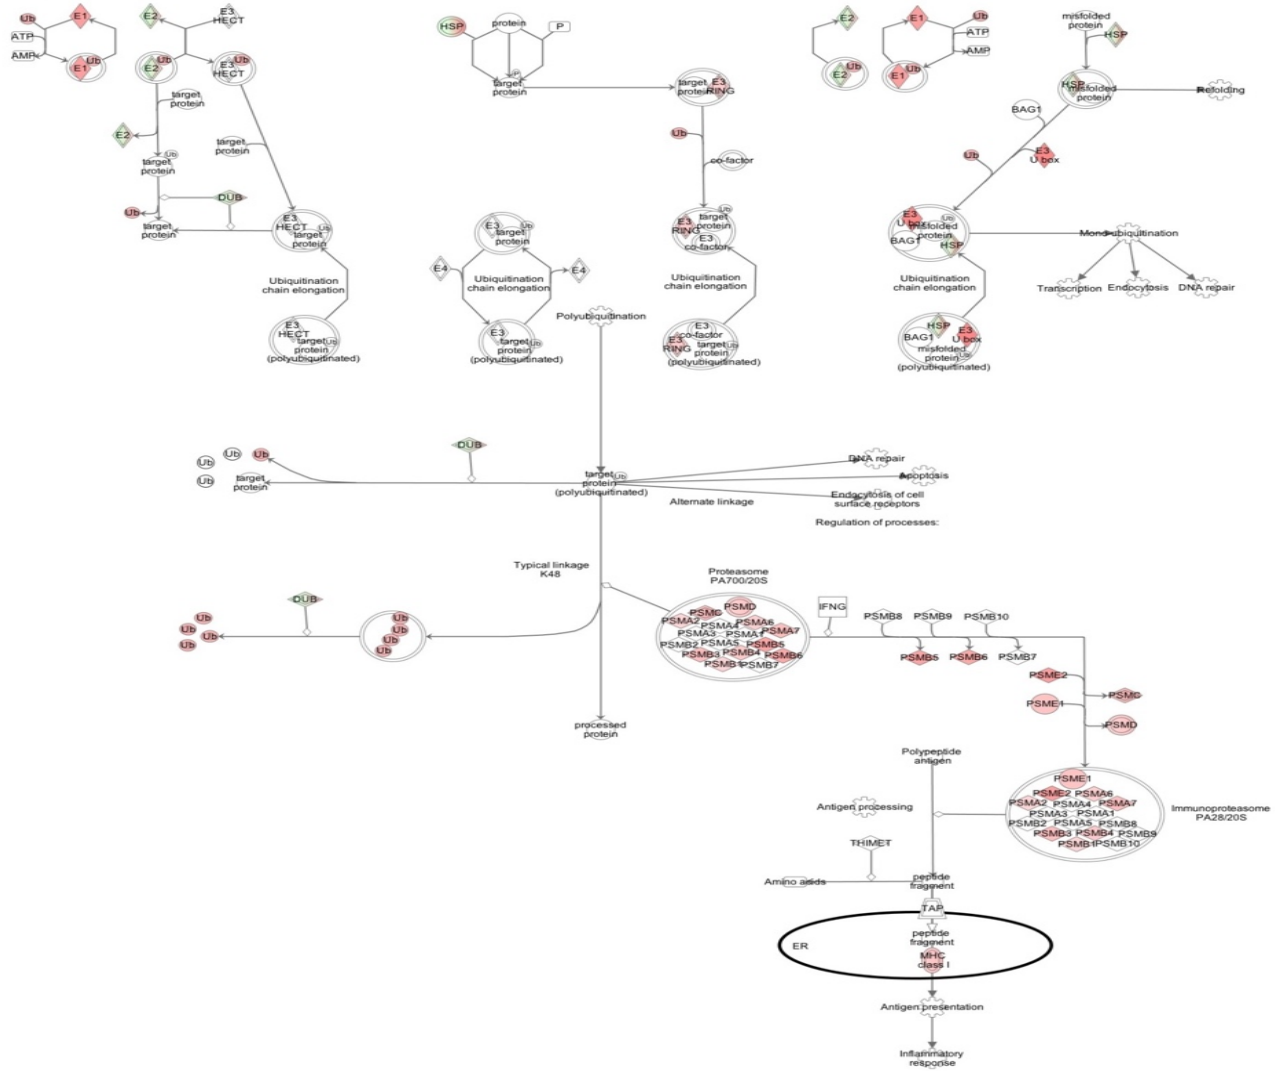 Ub
E1
ATP
AMP
E1
Ub
E2
E3
HECT
E2
Ub
E3
HECT
Ub
target
protein
E2
target
protein
Ub
target
protein
DUB
Ub
target
protein
E3
HECT
target
protein
Ub
Ubiquitination
chain elongation
E3
HECT
target
protein
Ub
(polyubiquitinated)
HSP
protein
P
P
target
protein
target
protein
E3
RING
Ub
co-factor
E3
target
protein
Ub
E4
Ubiquitination
chain elongation
E4
E3
target
protein
Ub
(polyubiquitinated)
target
protein
Ub
E3
RING
E3
co-factor
Ubiquitination
chain elongation
E3
co-factor
E3
RING
target
protein
Ub
(polyubiquitinated)
E2
E2
Ub
E1
Ub
ATP
AMP
E1
Ub
misfolded
protein
HSP
HSP
misfolded
protein
Refolding
BAG1
Ub
E3
U box
E3
U box
Ub
misfolded
protein
BAG1
HSP
Mono-ubiquitination
Transcription
Endocytosis
DNA repair
Ubiquitination
chain elongation
HSP
BAG1
E3
U box
misfolded
protein
Ub
(polyubiquitinated)
Polyubiquitination
Ub
Ub
Ub
Ub
target
protein
DUB
target
protein
Ub
(polyubiquitinated)
DNA repair
Apoptosis
Alternate linkage
Endocytosis of cell
surface receptors
Regulation of processes:
Typical linkage
K48
Proteasome
PA700/20S
PSMD
PSMC
PSMA2
PSMA4
PSMA6
PSMA3
PSMA1
PSMA7
PSMB2
PSMA5
PSMB5
PSMB3
PSMB4
PSMB6
PSMB1
PSMB7
IFNG
PSMB8
PSMB9
PSMB10
PSMB5
PSMB6
PSMB7
DUB
Ub
Ub
Ub
Ub
Ub
Ub
Ub
Ub
processed
protein
PSME2
PSMC
PSME1
PSMD
Polypeptide
antigen
Antigen processing
PSME1
PSME2
PSMA6
PSMA2
PSMA4
PSMA7
PSMA3
PSMA1
PSMB2
PSMA5
PSMB8
PSMB3
PSMB4
PSMB9
PSMB1
PSMB10
Immunoproteasome
PA28/20S
THIMET
Amino acids
peptide
fragment
TAP
ER
peptide
fragment
MHC
class I
Antigen presentation
Inflammatory
response